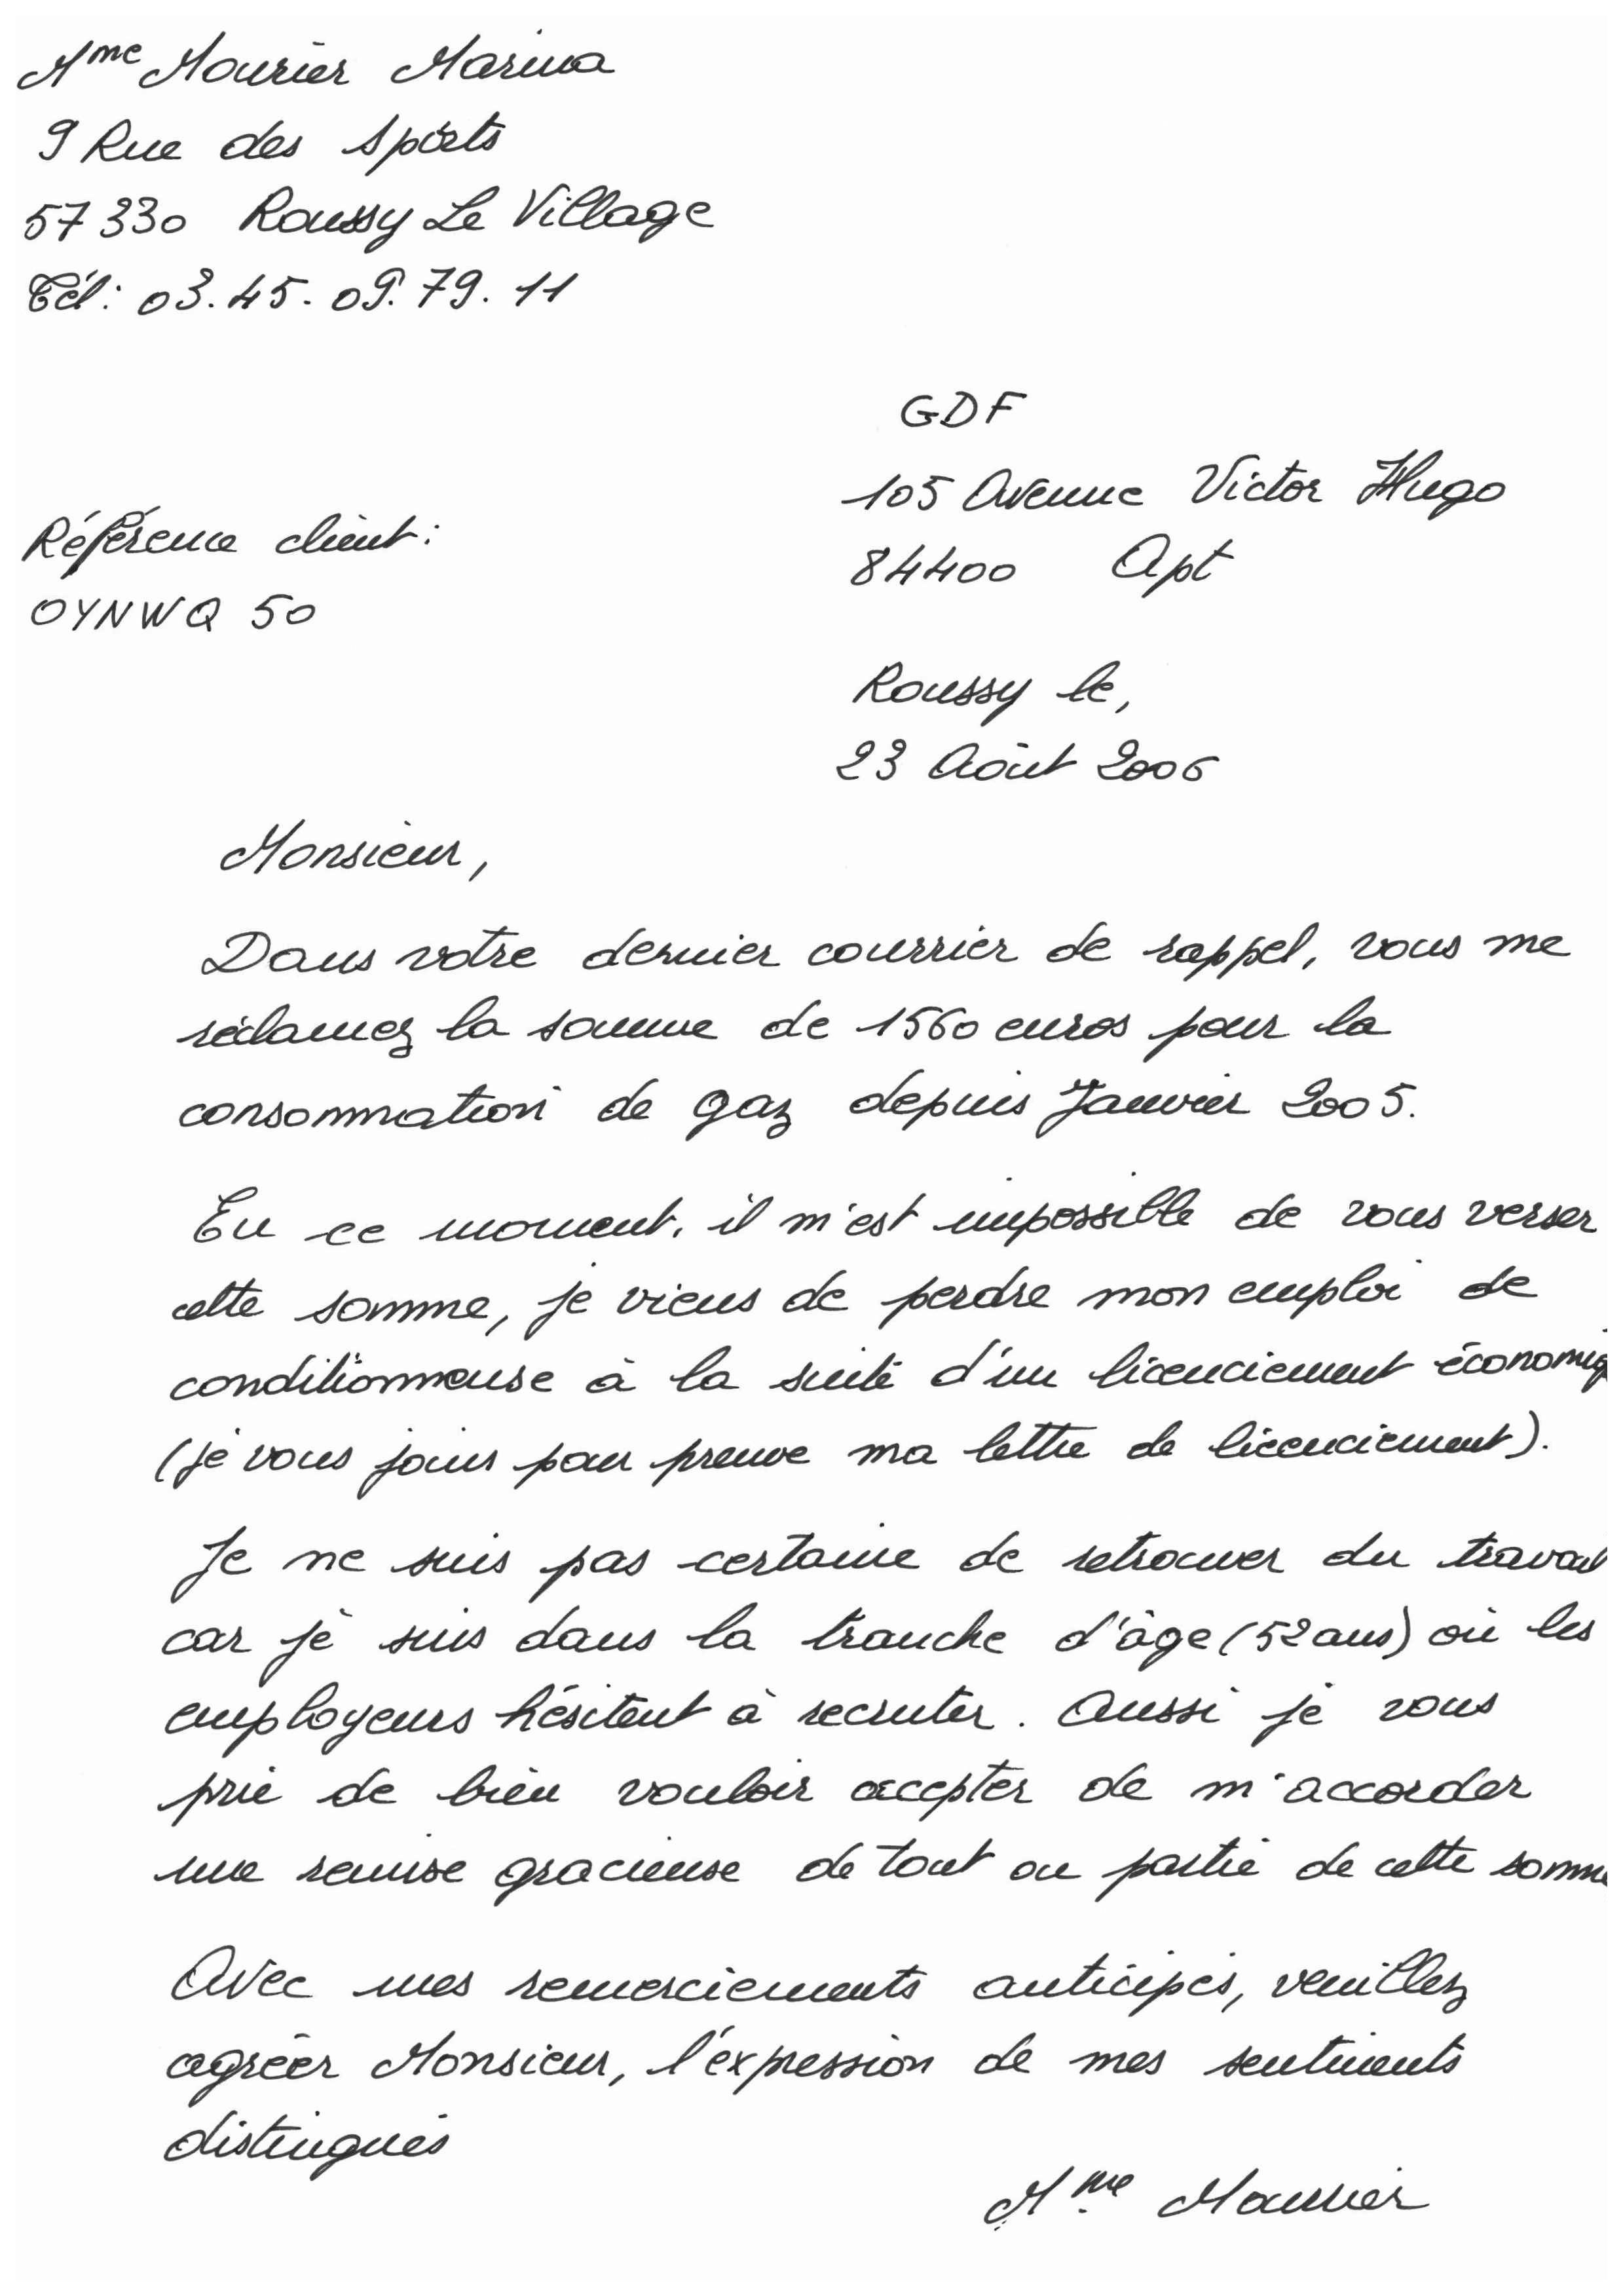 Mme Mourier Marina
9 Rue des Sports
57330 Roussy Le Village
Tél: 03.45.09.79.11
GDF
105 Avenue Victor Hugo
84400 Apt
Référence client:
OYNWQ 50
Roussy le,
23 Août 2006
Monsieur,
Dans votre dernier courrier de rappel, vous me
réclamez la somme de 1560 euros pour la
consommation de gaz depuis Janvier 2005.
En ce moment, il m'est impossible de vous verser
cette somme, je viens de perdre mon emploi de
conditionneuse à la suite d'un licenciement économiq
(je vous joins pour preuve ma lettre de licenciement).
Je ne suis pas certaine de retrouver du travail
car je suis dans la tranche d'âge (52 ans) où les
employeurs hésitent à recruter. Aussi je vous
prie de bien vouloir accepter de m'accorder
une remise gracieuse de tout ou partie de cette somme
Avec mes remerciements anticipés, veuillez
agréer Monsieur, l'expression de mes sentiments
distingués
Mme Mourier